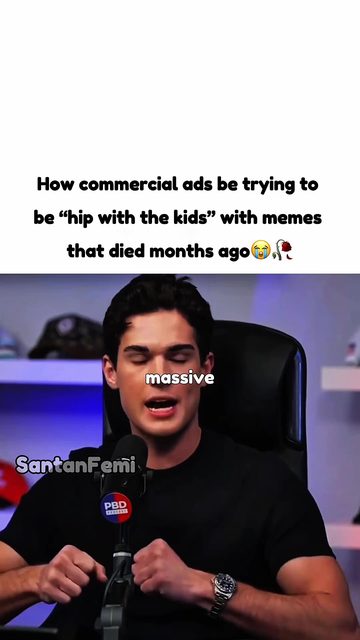 How commercial ads be trying to
be “hip with the kids” with memes
that died months ago😭🥀
massive
SantanFemi
PBD
PODCAST